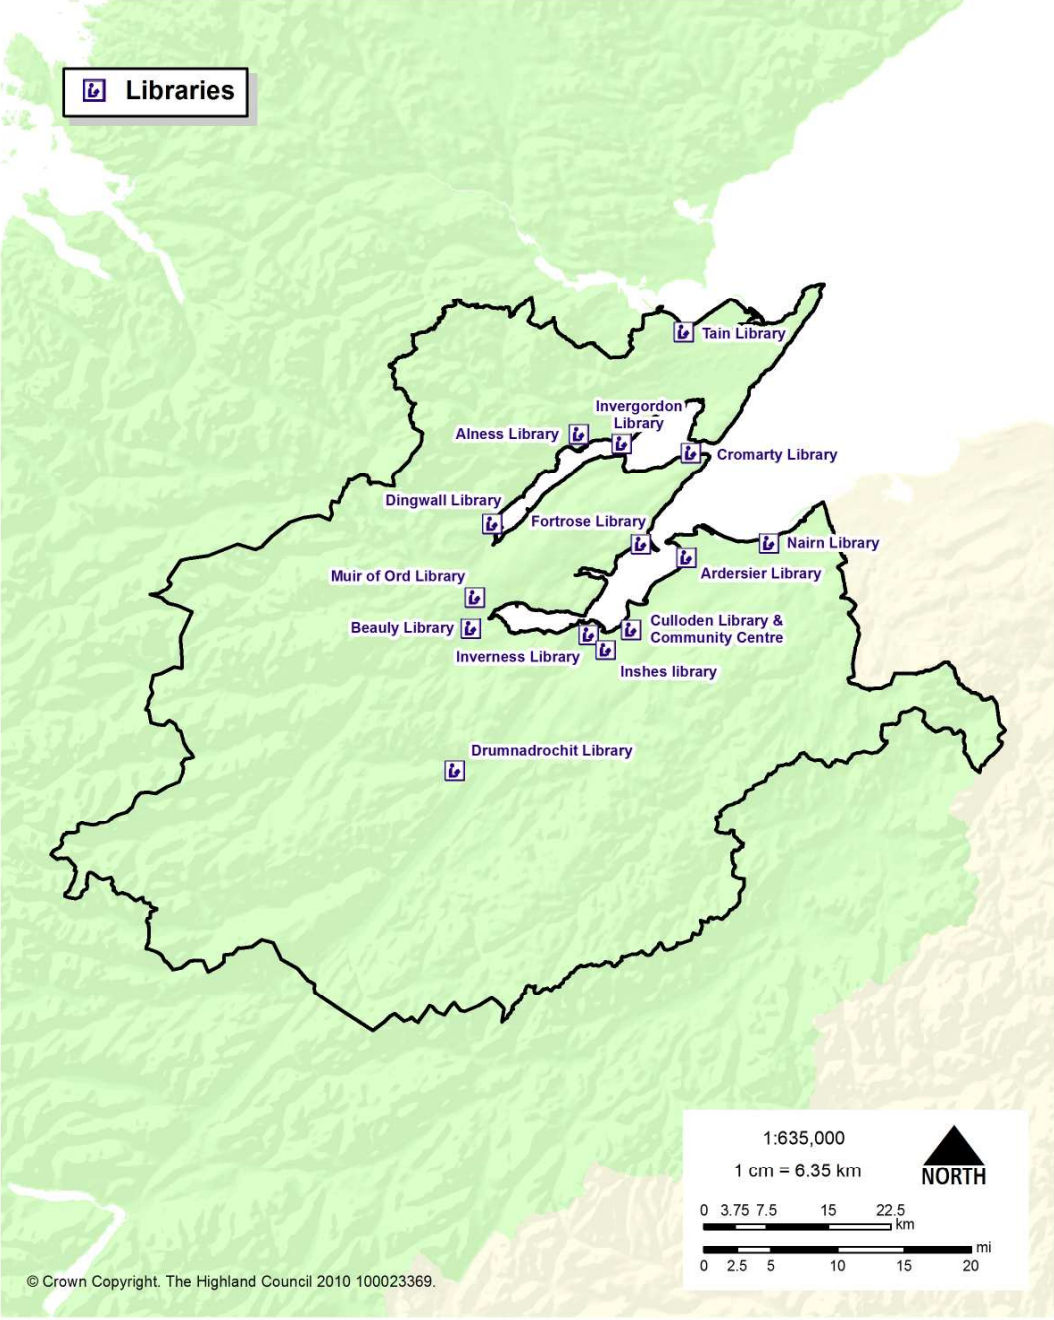 Libraries
Tain Library
Invergordon
Library
Alness Library
Cromarty Library
Dingwall Library
Fortrose Library
Nairn Library
Ardersier Library
Muir of Ord Library
Beauly Library
Culloden Library &
Community Centre
Inverness Library
Inshes library
Drumnadrochit Library
1:635,000
1 cm = 6.35 km
NORTH
0 3.75 7.5 15 22.5
km
mi
0 2.5 5 10 15 20
© Crown Copyright. The Highland Council 2010 100023369.